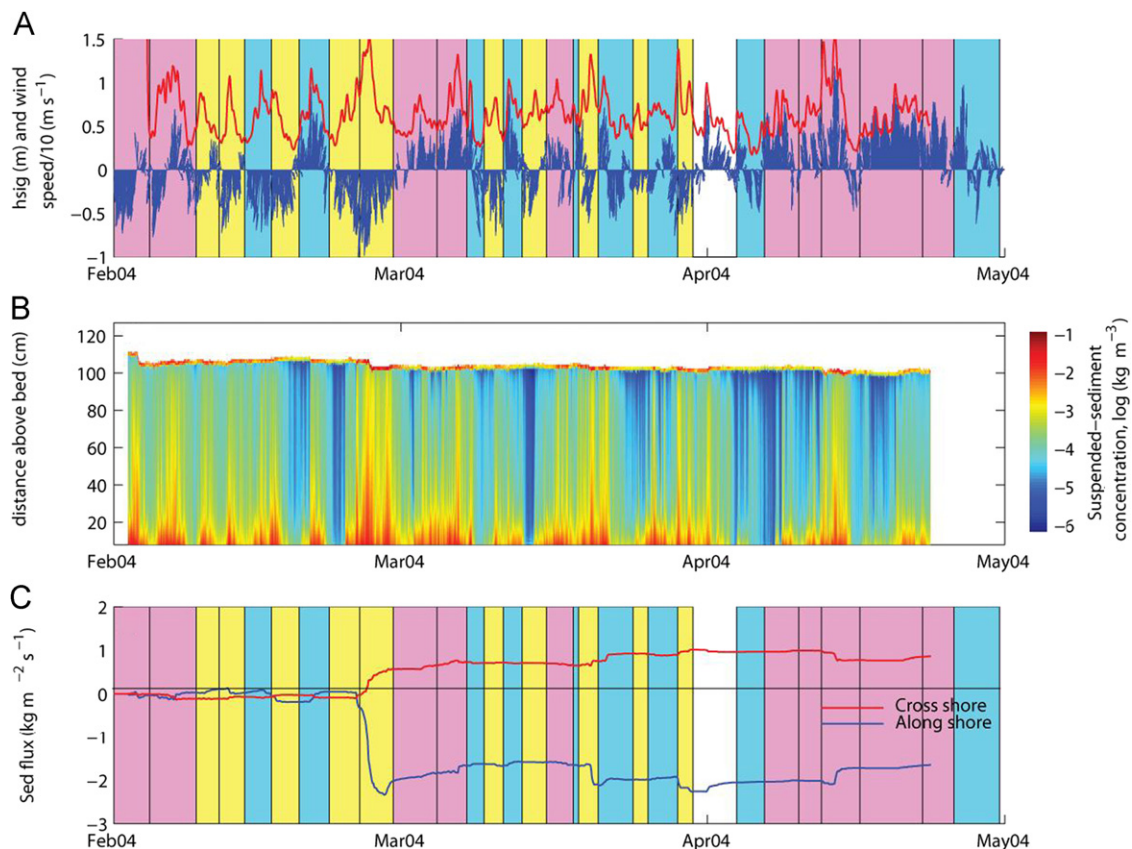 A
hsig (m) and wind
speed/10 (m s⁻¹)
1.5
1
0.5
0
−0.5
−1
Feb04 Mar04 Apr04 May04
B
distance above bed (cm)
120
100
80
60
40
20
Feb04 Mar04 Apr04 May04
−1
−2
−3
−4
−5
−6
Suspended−sediment
concentration, log (kg m⁻³)
C
Sed flux (kg m⁻² s⁻¹)
2
1
0
−1
−2
−3
Cross shore
Along shore
Feb04 Mar04 Apr04 May04